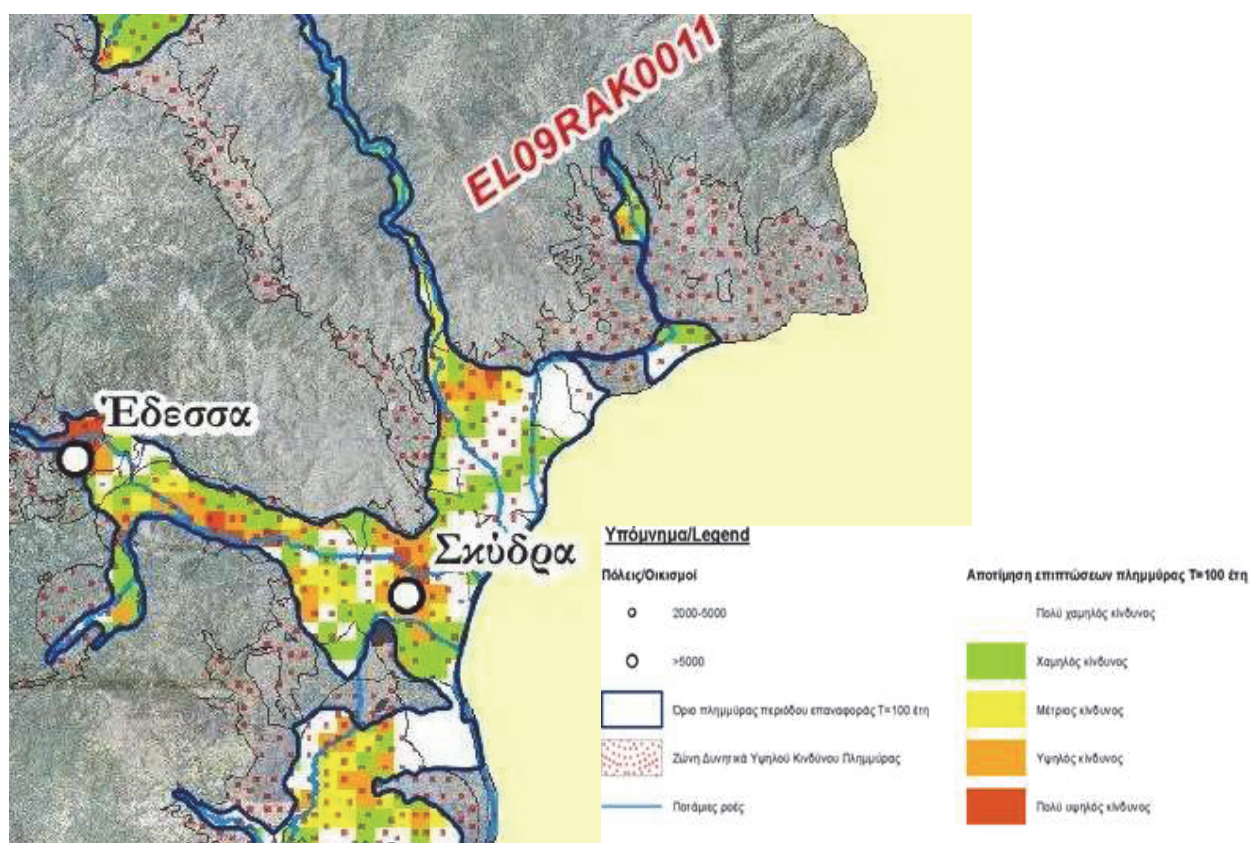 EL09RAK0011
Έδεσσα
Σκύδρα
Υπόμνημα/Legend
Πόλεις/Οικισμοί
2000-5000
>5000
Όριο πλημμύρας περιόδου επαναφοράς T=100 έτη
Ζώνη Δυνητικά Υψηλού Κινδύνου Πλημμύρας
Ποτάμιες ροές
Αποτίμηση επιπτώσεων πλημμύρας T=100 έτη
Πολύ χαμηλός κίνδυνος
Χαμηλός κίνδυνος
Μέτριος κίνδυνος
Υψηλός κίνδυνος
Πολύ υψηλός κίνδυνος